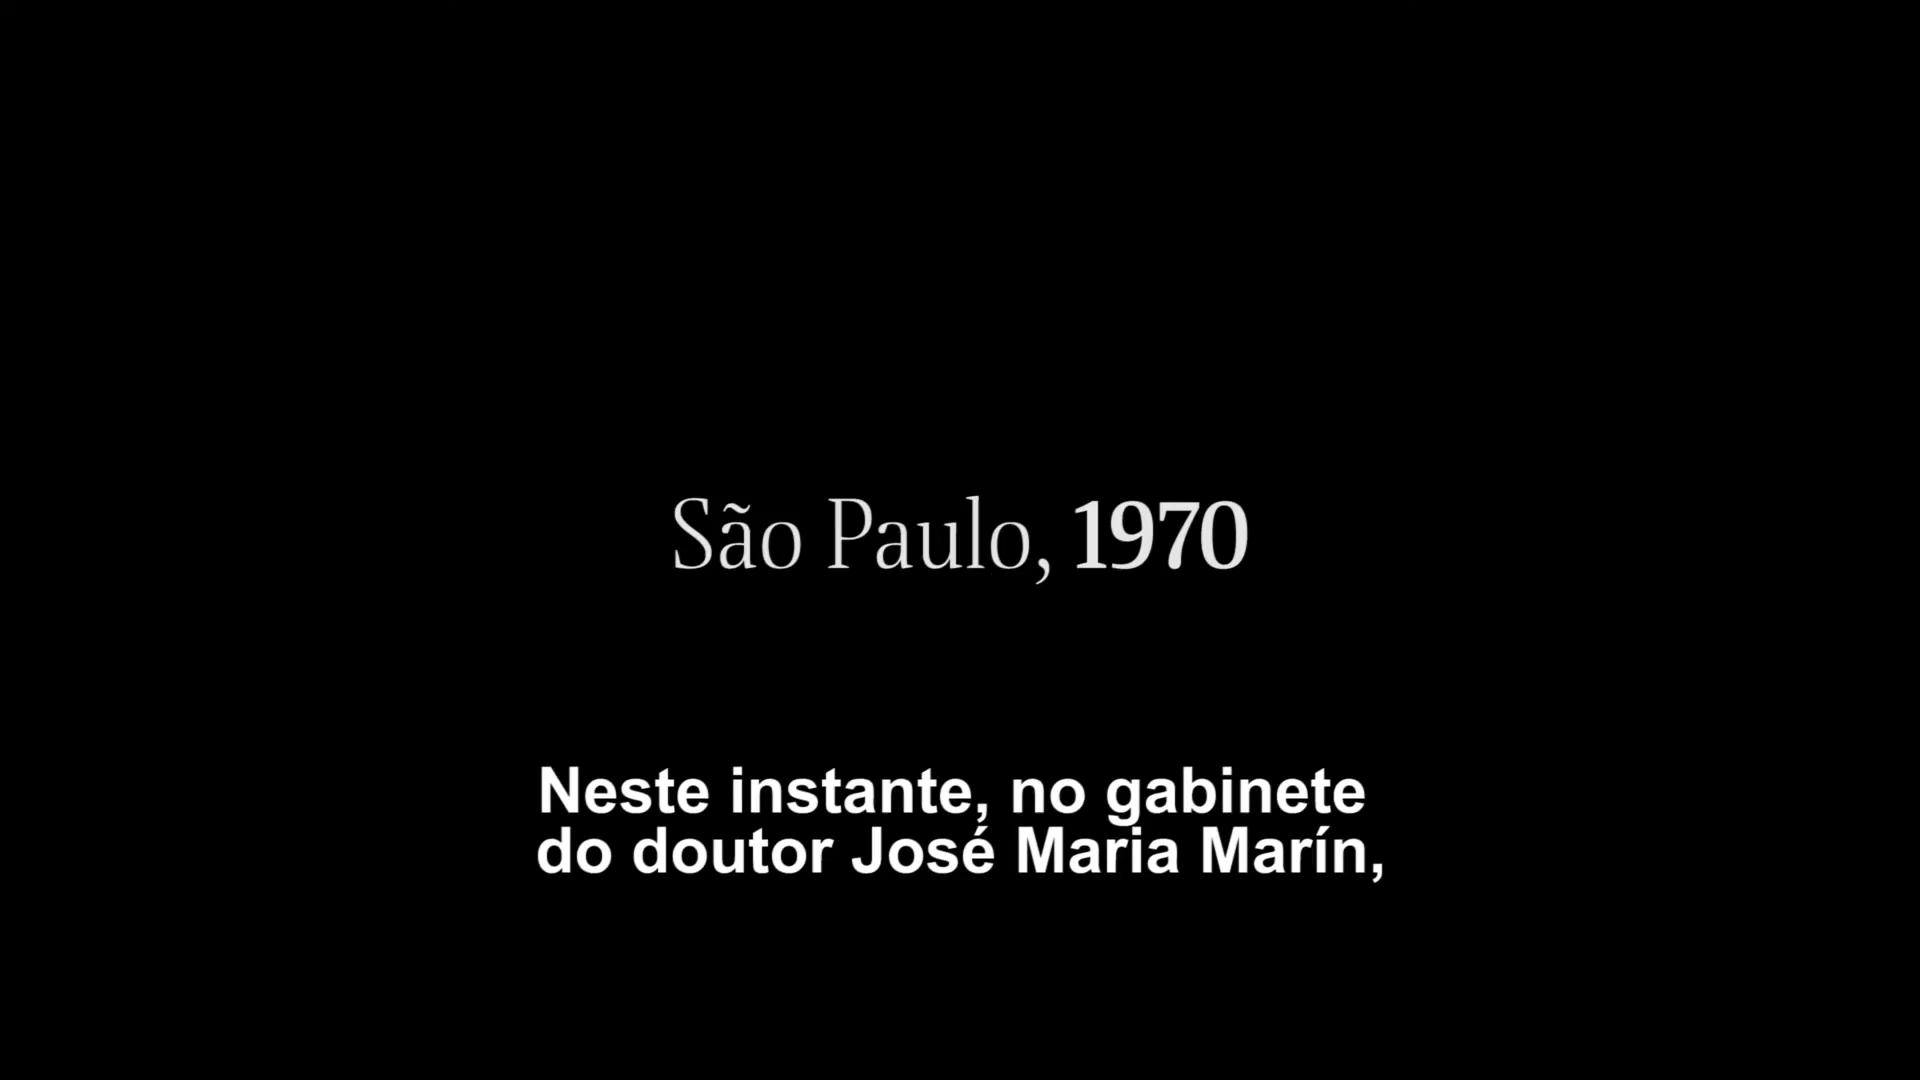 São Paulo, 1970
Neste instante, no gabinete
do doutor José Maria Marín,